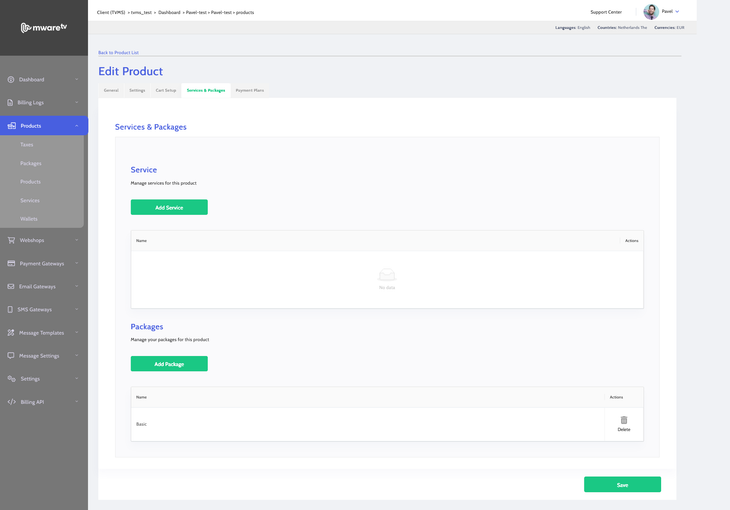 Client (TVMS) > tvms_test > Dashboard > Pavel-test > Pavel-test > products
Support Center
Pavel
Languages: English
Countries: Netherlands The
Currencies: EUR
mware tv
Back to Product List
Edit Product
General
Settings
Cart Setup
Services & Packages
Payment Plans
Dashboard
Billing Logs
Products
Taxes
Packages
Products
Services
Wallets
Webshops
Payment Gateways
Email Gateways
SMS Gateways
Message Templates
Message Settings
Settings
Billing API
Services & Packages
Service
Manage services for this product
Add Service
Name
Actions
No data
Packages
Manage your packages for this product
Add Package
Name
Actions
Basic
Delete
Save